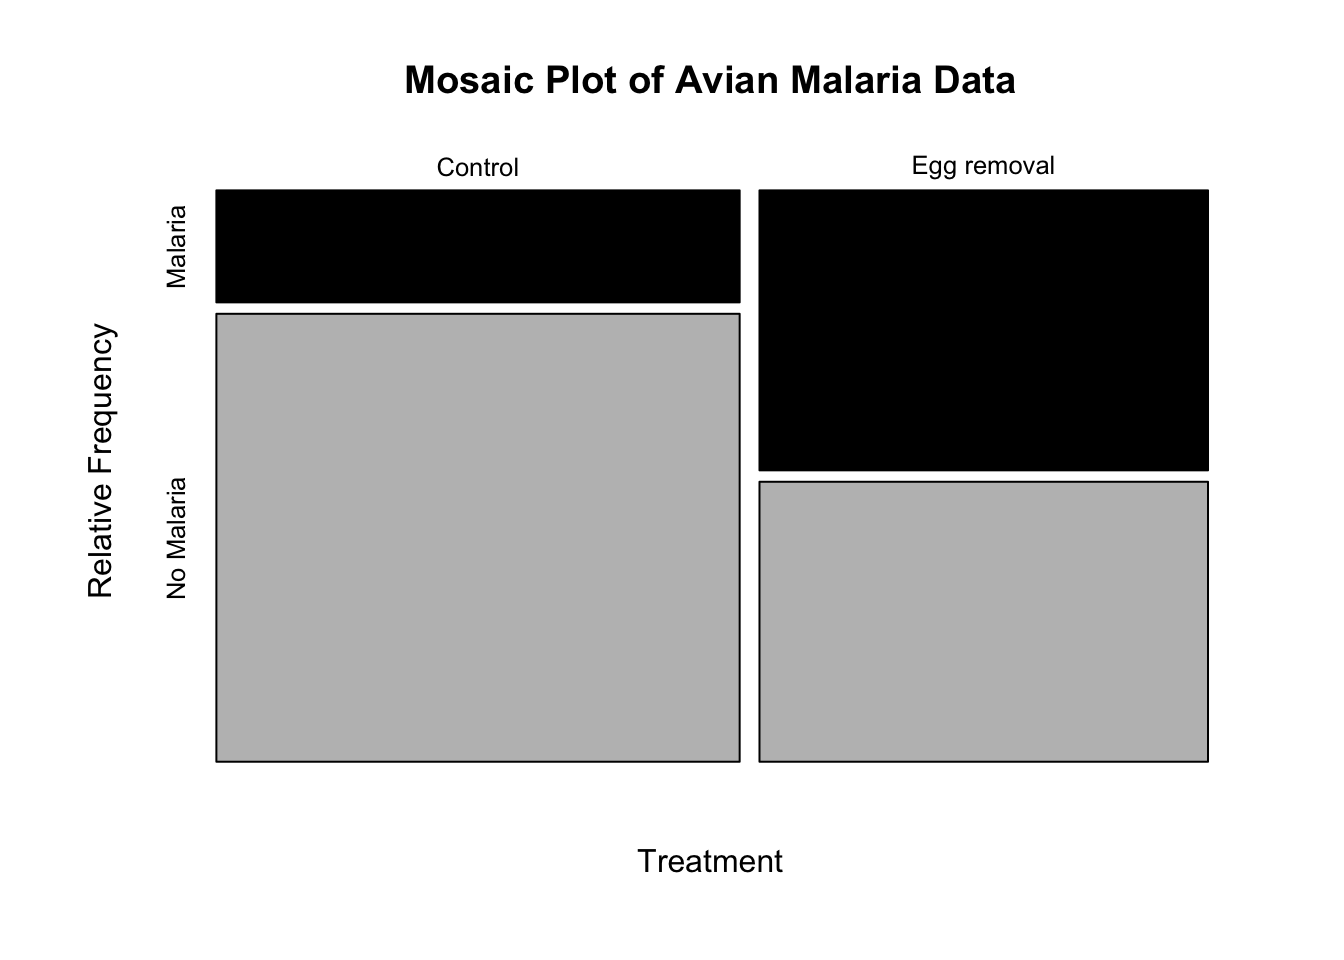 Mosaic Plot of Avian Malaria Data
Control
Egg removal
Malaria
No Malaria
Relative Frequency
Treatment